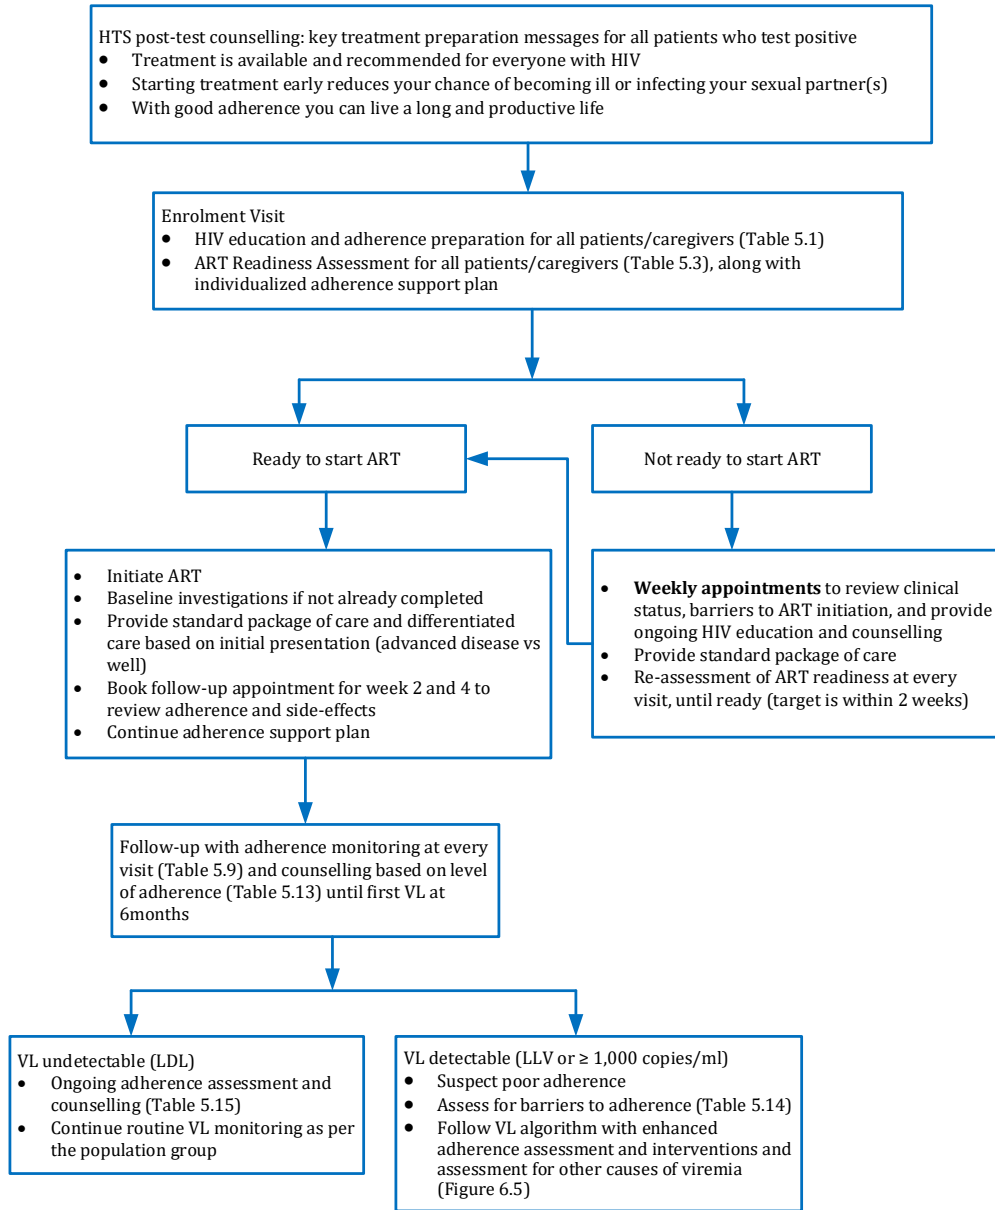 HTS post-test counselling: key treatment preparation messages for all patients who test positive
● Treatment is available and recommended for everyone with HIV
● Starting treatment early reduces your chance of becoming ill or infecting your sexual partner(s)
● With good adherence you can live a long and productive life
Enrolment Visit
● HIV education and adherence preparation for all patients/caregivers (Table 5.1)
● ART Readiness Assessment for all patients/caregivers (Table 5.3), along with
individualized adherence support plan
Ready to start ART
Not ready to start ART
• Initiate ART
• Baseline investigations if not already completed
• Provide standard package of care and differentiated
care based on initial presentation (advanced disease vs
well)
• Book follow-up appointment for week 2 and 4 to
review adherence and side-effects
• Continue adherence support plan
• Weekly appointments to review clinical
status, barriers to ART initiation, and provide
ongoing HIV education and counselling
• Provide standard package of care
• Re-assessment of ART readiness at every
visit, until ready (target is within 2 weeks)
Follow-up with adherence monitoring at every
visit (Table 5.9) and counselling based on level
of adherence (Table 5.13) until first VL at
6months
VL undetectable (LDL)
• Ongoing adherence assessment and
counselling (Table 5.15)
• Continue routine VL monitoring as per
the population group
VL detectable (LLV or ≥ 1,000 copies/ml)
● Suspect poor adherence
● Assess for barriers to adherence (Table 5.14)
● Follow VL algorithm with enhanced
adherence assessment and interventions and
assessment for other causes of viremia
(Figure 6.5)